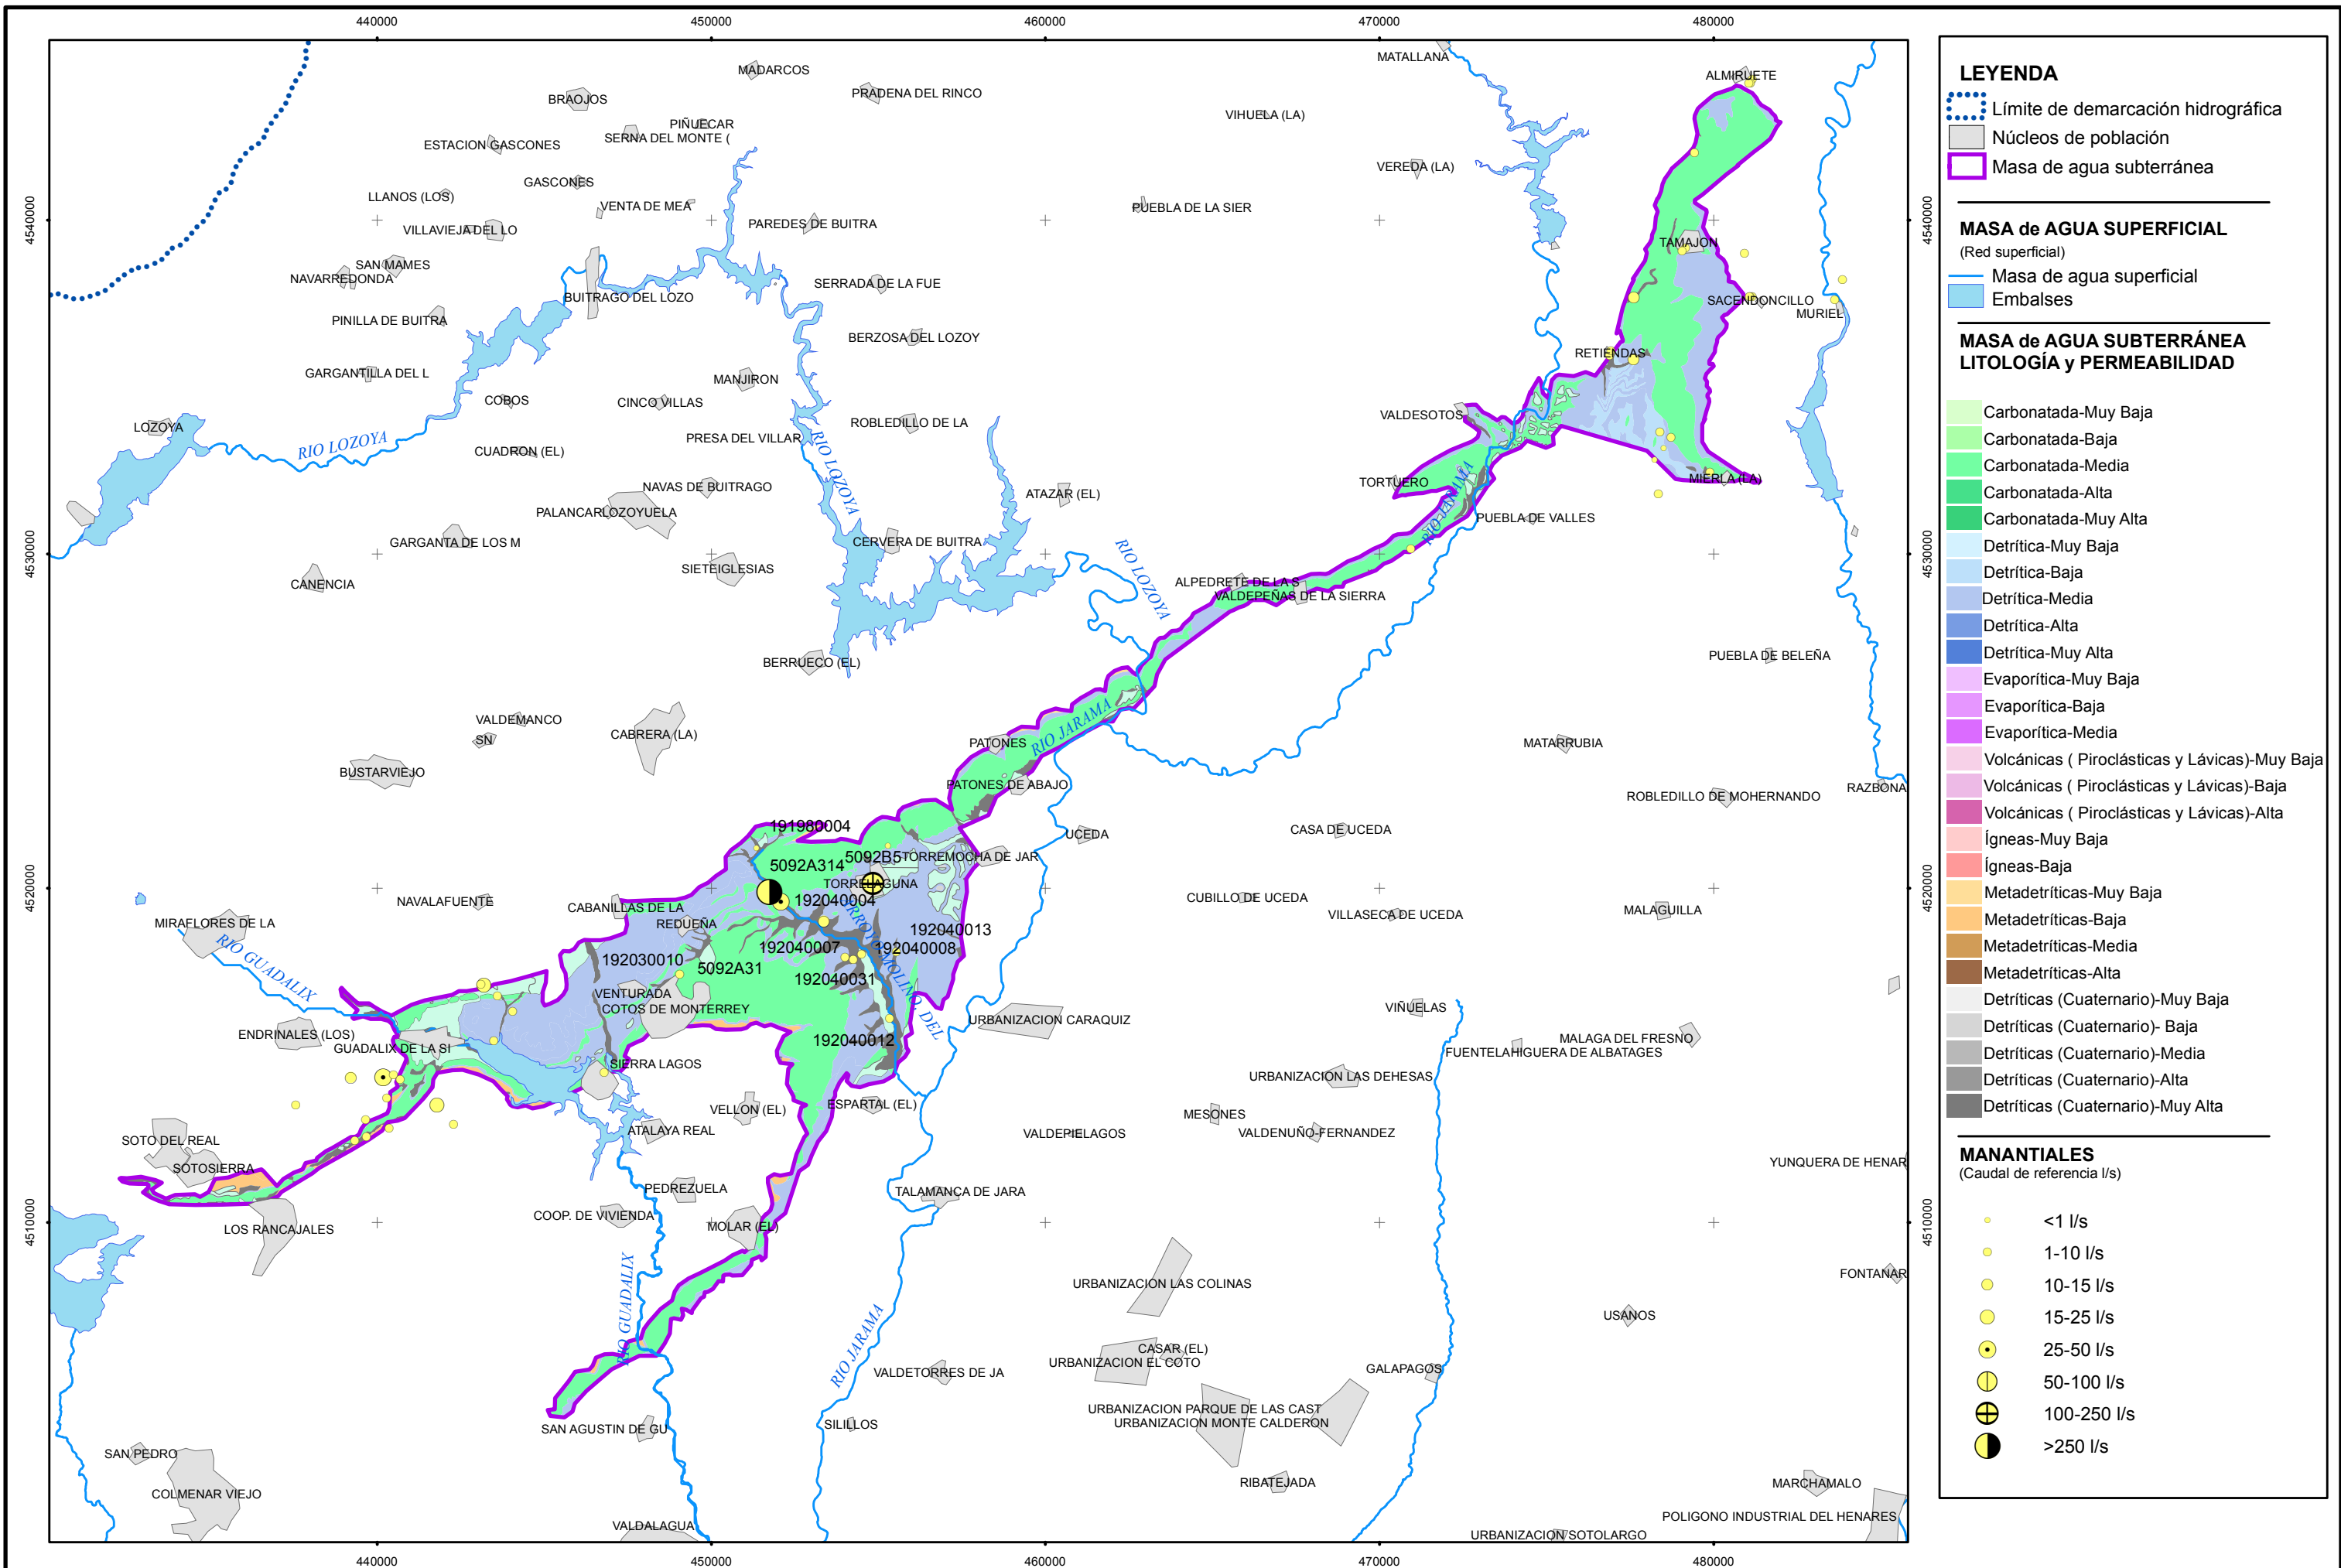 440000
450000
460000
470000
480000
MATALLANA
MADARCOS
ALMIRUETE
PRADENA DEL RINCO
BRAOJOS
VIHUELA (LA)
PIÑUECAR
SERNA DEL MONTE (
ESTACION GASCONES
VEREDA (LA)
GASCONES
LLANOS (LOS)
VENTA DE MEA
PUEBLA DE LA SIER
4540000
4540000
PAREDES DE BUITRA
VILLAVIEJA DEL LO
TAMAJON
SAN MAMES
NAVARREDONDA
SERRADA DE LA FUE
BUITRAGO DEL LOZO
SACENDONCILLO
MURIEL
PINILLA DE BUITRA
BERZOSA DEL LOZOY
RETIENDAS
GARGANTILLA DEL L
MANJIRON
COBOS
CINCO VILLAS
VALDESOTOS
ROBLEDILLO DE LA
LOZOYA
RIO LOZOYA
PRESA DEL VILLAR
RIO LOZOYA
CUADRON (EL)
MIERLA (LA)
TORTUERO
NAVAS DE BUITRAGO
ATAZAR (EL)
RIO JARAMA
PALANCARLOZOYUELA
PUEBLA DE VALLES
GARGANTA DE LOS M
CERVERA DE BUITRA
4530000
4530000
SIETEIGLESIAS
RIO LOZOYA
CANENCIA
ALPEDRETE DE LA S
VALDEPEÑAS DE LA SIERRA
BERRUECO (EL)
PUEBLA DE BELEÑA
VALDEMANCO
RIO JARAMA
CABRERA (LA)
SN
PATONES
MATARRUBIA
BUSTARVIEJO
PATONES DE ABAJO
RAZBONA
ROBLEDILLO DE MOHERNANDO
191980004
UCEDA
CASA DE UCEDA
5092B5
TORREMOCHA DE JAR
5092A314
TORRELAGUNA
4520000
4520000
NAVALAFUENTE
192040004
CUBILLO DE UCEDA
CABANILLAS DE LA
VILLASECA DE UCEDA
MALAGUILLA
MIRAFLORES DE LA
REDUEÑA
192040013
RIO GUADALIX
192040007
192040008
ARROYO MOLINO, DEL
192030010
5092A31
192040031
VENTURADA
COTOS DE MONTERREY
VIÑUELAS
URBANIZACION CARAQUIZ
ENDRINALES (LOS)
192040012
MALAGA DEL FRESNO
GUADALIX DE LA SI
FUENTELAHIGUERA DE ALBATAGES
SIERRA LAGOS
URBANIZACION LAS DEHESAS
VELLON (EL)
ESPARTAL (EL)
MESONES
ATALAYA REAL
VALDEPIELAGOS
VALDENUÑO-FERNANDEZ
SOTO DEL REAL
YUNQUERA DE HENAR
SOTOSIERRA
PEDREZUELA
TALAMANCA DE JARA
COOP. DE VIVIENDA
4510000
4510000
MOLAR (EL)
LOS RANCAJALES
FONTANAR
URBANIZACION LAS COLINAS
RIO GUADALIX
USANOS
RIO JARAMA
CASAR (EL)
URBANIZACION EL COTO
GALAPAGOS
VALDETORRES DE JA
URBANIZACION PARQUE DE LAS CAST
URBANIZACION MONTE CALDERON
SAN AGUSTIN DE GU
SILILLOS
SAN PEDRO
COLMENAR VIEJO
RIBATEJADA
MARCHAMALO
POLIGONO INDUSTRIAL DEL HENARES
VALDALAGUA
URBANIZACION SOTOLARGO
440000
450000
460000
470000
480000
LEYENDA
Límite de demarcación hidrográfica
Núcleos de población
Masa de agua subterránea
MASA de AGUA SUPERFICIAL
(Red superficial)
Masa de agua superficial
Embalses
MASA de AGUA SUBTERRÁNEA
LITOLOGÍA y PERMEABILIDAD
Carbonatada-Muy Baja
Carbonatada-Baja
Carbonatada-Media
Carbonatada-Alta
Carbonatada-Muy Alta
Detrítica-Muy Baja
Detrítica-Baja
Detrítica-Media
Detrítica-Alta
Detrítica-Muy Alta
Evaporítica-Muy Baja
Evaporítica-Baja
Evaporítica-Media
Volcánicas ( Piroclásticas y Lávicas)-Muy Baja
Volcánicas ( Piroclásticas y Lávicas)-Baja
Volcánicas ( Piroclásticas y Lávicas)-Alta
Ígneas-Muy Baja
Ígneas-Baja
Metadetríticas-Muy Baja
Metadetríticas-Baja
Metadetríticas-Media
Metadetríticas-Alta
Detríticas (Cuaternario)-Muy Baja
Detríticas (Cuaternario)- Baja
Detríticas (Cuaternario)-Media
Detríticas (Cuaternario)-Alta
Detríticas (Cuaternario)-Muy Alta
MANANTIALES
(Caudal de referencia l/s)
<1 l/s
1-10 l/s
10-15 l/s
15-25 l/s
25-50 l/s
50-100 l/s
100-250 l/s
>250 l/s